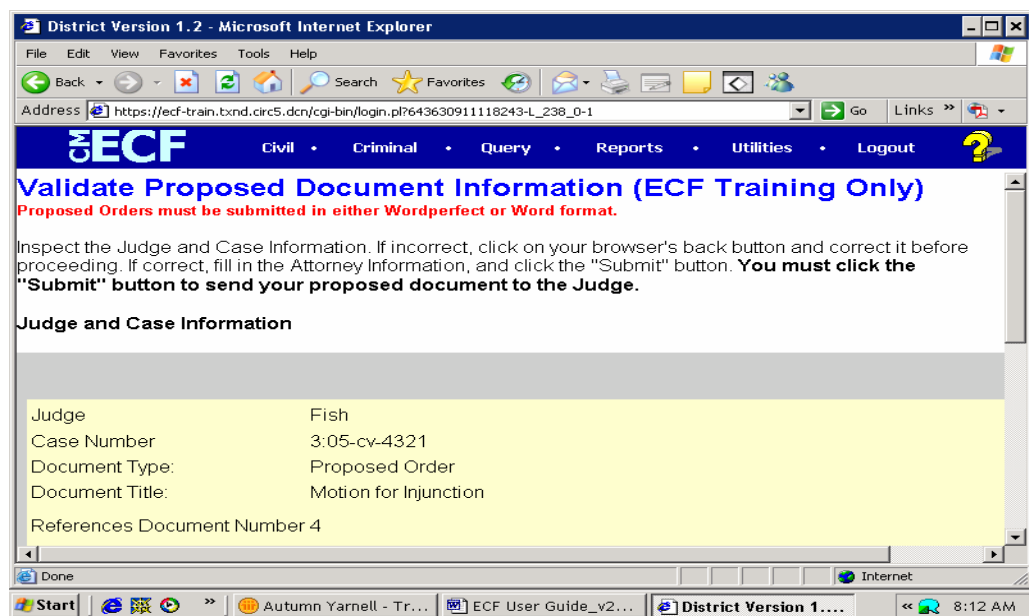 District Version 1.2 - Microsoft Internet Explorer
File Edit View Favorites Tools Help
Back Search Favorites
Address https://ecf-train.txnd.circ5.dcn/cgi-bin/login.pl?643630911118243-L_238_0-1 Go Links »
CM ECF Civil • Criminal • Query • Reports • Utilities • Logout ?
Validate Proposed Document Information (ECF Training Only)
Proposed Orders must be submitted in either Wordperfect or Word format.
Inspect the Judge and Case Information. If incorrect, click on your browser's back button and correct it before
proceeding. If correct, fill in the Attorney Information, and click the "Submit" button. You must click the
"Submit" button to send your proposed document to the Judge.
Judge and Case Information
Judge Fish
Case Number 3:05-cv-4321
Document Type: Proposed Order
Document Title: Motion for Injunction
References Document Number 4
Done Internet
Start » Autumn Yarnell - Tr... ECF User Guide_v2... District Version 1.... « 8:12 AM